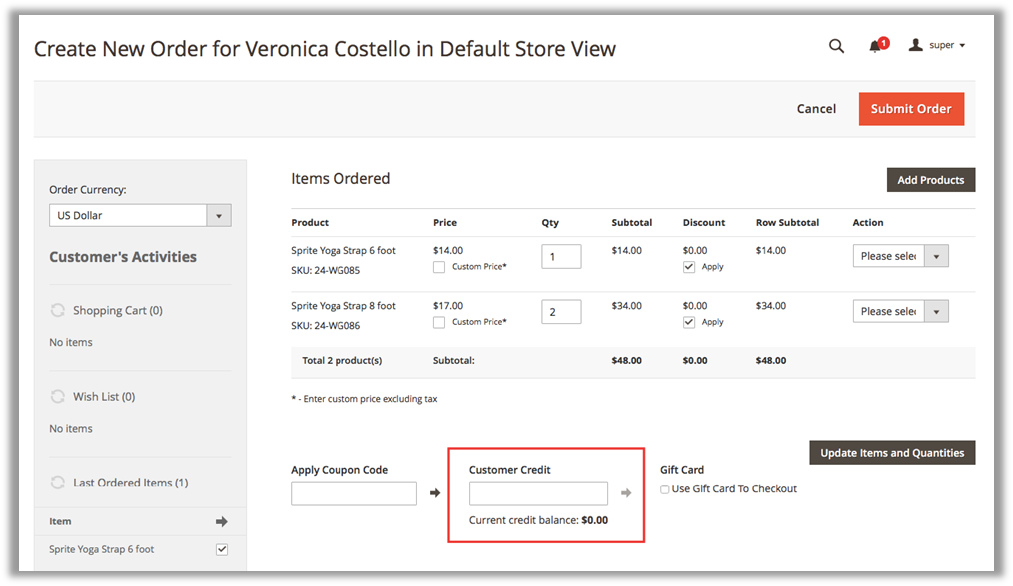 Create New Order for Veronica Costello in Default Store View
1
super
Cancel
Submit Order
Order Currency:
US Dollar
Customer's Activities
Shopping Cart (0)
No items
Wish List (0)
No items
Last Ordered Items (1)
Item
Sprite Yoga Strap 6 foot
Items Ordered
Add Products
Product Price Qty Subtotal Discount Row Subtotal Action
Sprite Yoga Strap 6 foot $14.00 1 $14.00 $0.00 $14.00 Please selec
SKU: 24-WG085 Custom Price* Apply
Sprite Yoga Strap 8 foot $17.00 2 $34.00 $0.00 $34.00 Please selec
SKU: 24-WG086 Custom Price* Apply
Total 2 product(s) Subtotal: $48.00 $0.00 $48.00
* - Enter custom price excluding tax
Update Items and Quantities
Apply Coupon Code
Customer Credit
Current credit balance: $0.00
Gift Card
Use Gift Card To Checkout